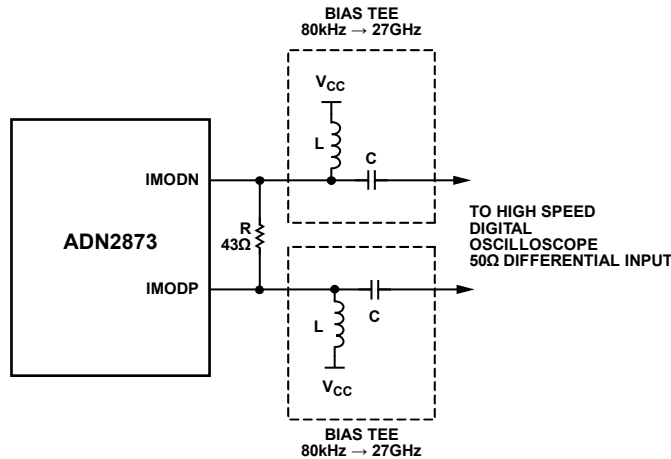 BIAS TEE
80kHz → 27GHz
VCC
L
C
IMODN
ADN2873
R
43Ω
TO HIGH SPEED
DIGITAL
OSCILLOSCOPE
50Ω DIFFERENTIAL INPUT
IMODP
C
L
VCC
BIAS TEE
80kHz → 27GHz